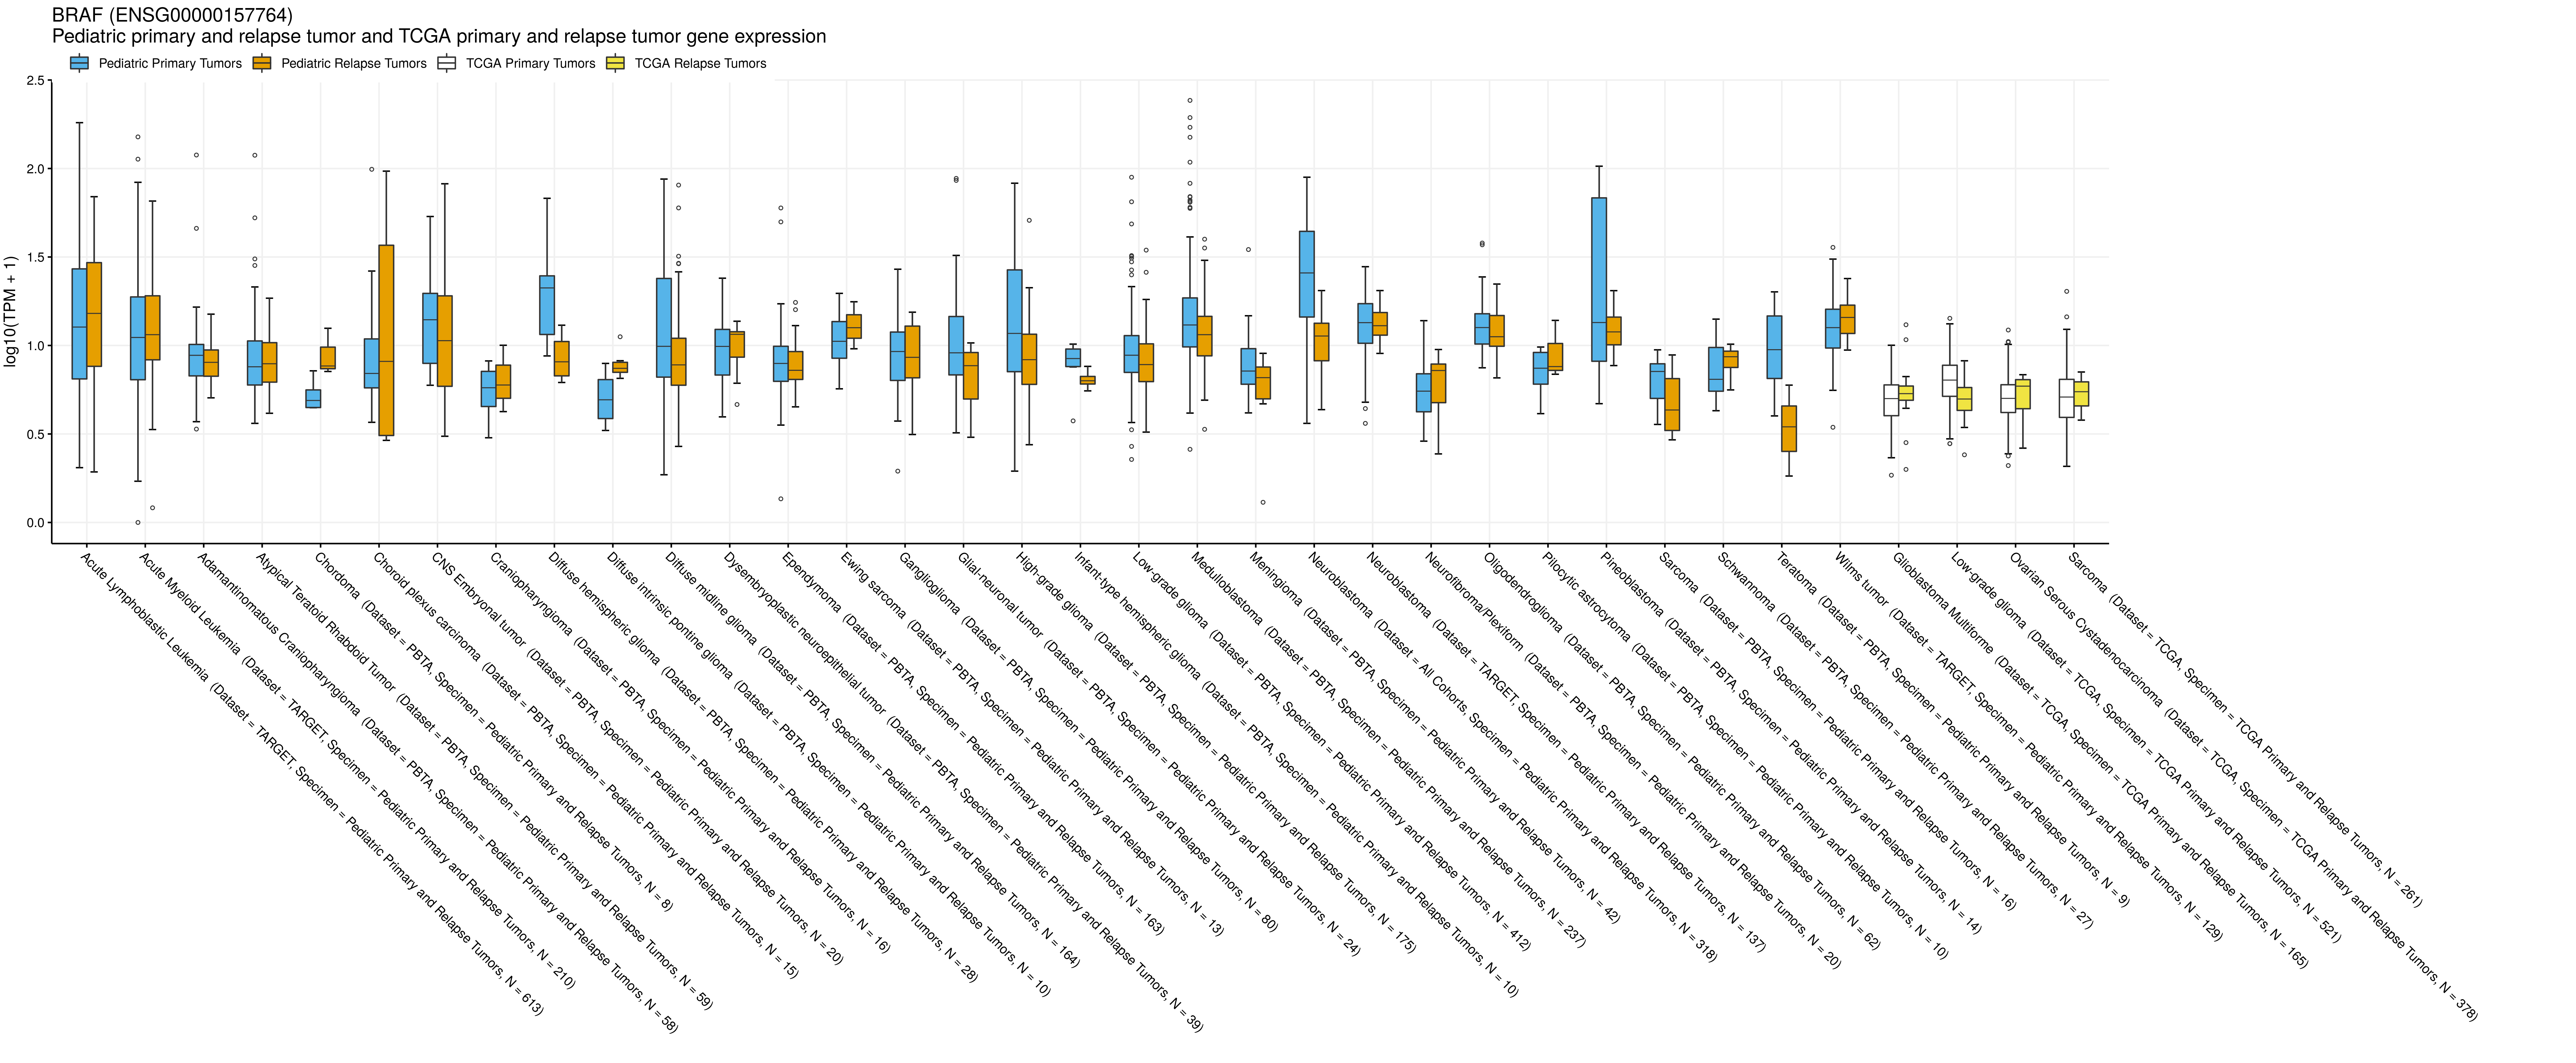 BRAF (ENSG00000157764)
Pediatric primary and relapse tumor and TCGA primary and relapse tumor gene expression
Pediatric Primary Tumors Pediatric Relapse Tumors TCGA Primary Tumors TCGA Relapse Tumors
log10(TPM + 1)
2.5
2.0
1.5
1.0
0.5
0.0
Acute Lymphoblastic Leukemia (Dataset = TARGET, Specimen = Pediatric Primary and Relapse Tumors, N = 613)
Acute Myeloid Leukemia (Dataset = TARGET, Specimen = Pediatric Primary and Relapse Tumors, N = 210)
Adamantinomatous Craniopharyngioma (Dataset = PBTA, Specimen = Pediatric Primary and Relapse Tumors, N = 58)
Atypical Teratoid Rhabdoid Tumor (Dataset = PBTA, Specimen = Pediatric Primary and Relapse Tumors, N = 59)
Chordoma (Dataset = PBTA, Specimen = Pediatric Primary and Relapse Tumors, N = 8)
Choroid plexus carcinoma (Dataset = PBTA, Specimen = Pediatric Primary and Relapse Tumors, N = 15)
CNS Embryonal tumor (Dataset = PBTA, Specimen = Pediatric Primary and Relapse Tumors, N = 20)
Craniopharyngioma (Dataset = PBTA, Specimen = Pediatric Primary and Relapse Tumors, N = 16)
Diffuse hemispheric glioma (Dataset = PBTA, Specimen = Pediatric Primary and Relapse Tumors, N = 28)
Diffuse intrinsic pontine glioma (Dataset = PBTA, Specimen = Pediatric Primary and Relapse Tumors, N = 10)
Diffuse midline glioma (Dataset = PBTA, Specimen = Pediatric Primary and Relapse Tumors, N = 164)
Dysembryoplastic neuroepithelial tumor (Dataset = PBTA, Specimen = Pediatric Primary and Relapse Tumors, N = 39)
Ependymoma (Dataset = PBTA, Specimen = Pediatric Primary and Relapse Tumors, N = 163)
Ewing sarcoma (Dataset = PBTA, Specimen = Pediatric Primary and Relapse Tumors, N = 13)
Ganglioglioma (Dataset = PBTA, Specimen = Pediatric Primary and Relapse Tumors, N = 80)
Glial-neuronal tumor (Dataset = PBTA, Specimen = Pediatric Primary and Relapse Tumors, N = 24)
High-grade glioma (Dataset = PBTA, Specimen = Pediatric Primary and Relapse Tumors, N = 175)
Infant-type hemispheric glioma (Dataset = PBTA, Specimen = Pediatric Primary and Relapse Tumors, N = 10)
Low-grade glioma (Dataset = PBTA, Specimen = Pediatric Primary and Relapse Tumors, N = 412)
Medulloblastoma (Dataset = PBTA, Specimen = Pediatric Primary and Relapse Tumors, N = 237)
Meningioma (Dataset = PBTA, Specimen = Pediatric Primary and Relapse Tumors, N = 42)
Neuroblastoma (Dataset = All Cohorts, Specimen = Pediatric Primary and Relapse Tumors, N = 318)
Neuroblastoma (Dataset = TARGET, Specimen = Pediatric Primary and Relapse Tumors, N = 137)
Neurofibroma/Plexiform (Dataset = PBTA, Specimen = Pediatric Primary and Relapse Tumors, N = 20)
Oligodendroglioma (Dataset = PBTA, Specimen = Pediatric Primary and Relapse Tumors, N = 62)
Pilocytic astrocytoma (Dataset = PBTA, Specimen = Pediatric Primary and Relapse Tumors, N = 10)
Pineoblastoma (Dataset = PBTA, Specimen = Pediatric Primary and Relapse Tumors, N = 14)
Sarcoma (Dataset = PBTA, Specimen = Pediatric Primary and Relapse Tumors, N = 16)
Schwannoma (Dataset = PBTA, Specimen = Pediatric Primary and Relapse Tumors, N = 27)
Teratoma (Dataset = PBTA, Specimen = Pediatric Primary and Relapse Tumors, N = 9)
Wilms tumor (Dataset = TARGET, Specimen = Pediatric Primary and Relapse Tumors, N = 129)
Glioblastoma Multiforme (Dataset = TCGA, Specimen = TCGA Primary and Relapse Tumors, N = 165)
Low-grade glioma (Dataset = TCGA, Specimen = TCGA Primary and Relapse Tumors, N = 521)
Ovarian Serous Cystadenocarcinoma (Dataset = TCGA, Specimen = TCGA Primary and Relapse Tumors, N = 378)
Sarcoma (Dataset = TCGA, Specimen = TCGA Primary and Relapse Tumors, N = 261)